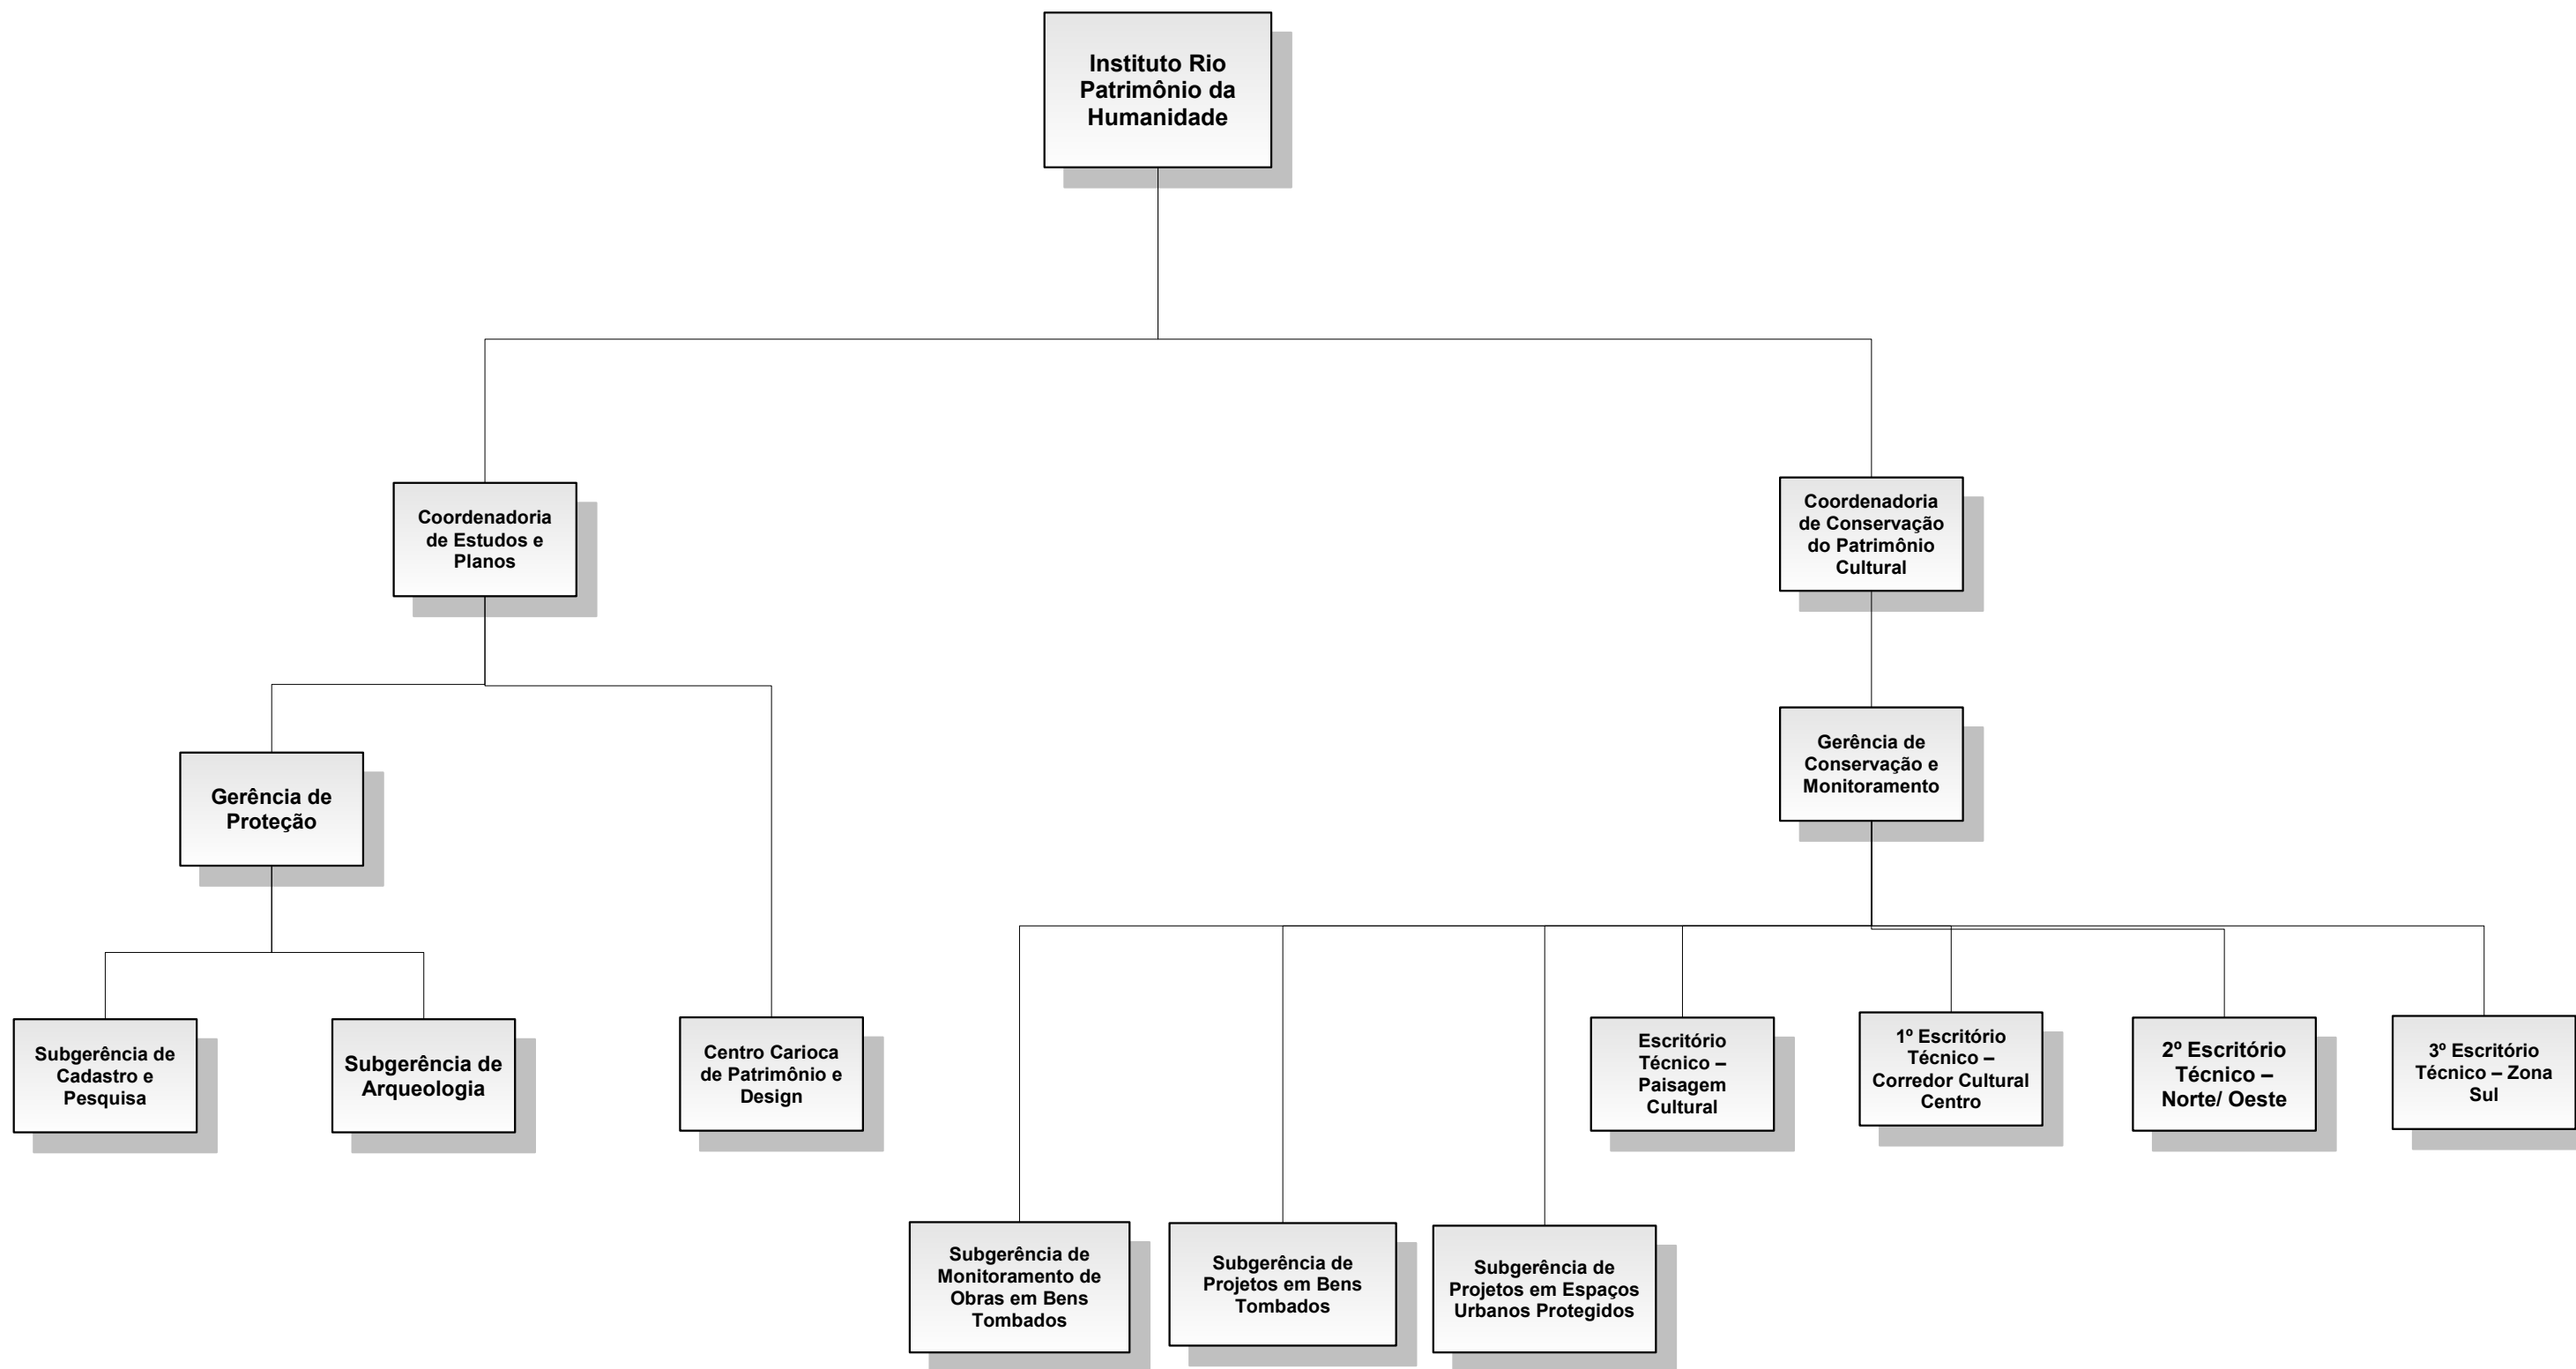 Instituto Rio
Patrimônio da
Humanidade
Coordenadoria
de Estudos e
Planos
Coordenadoria
de Conservação
do Patrimônio
Cultural
Gerência de
Proteção
Gerência de
Conservação e
Monitoramento
Subgerência de
Cadastro e
Pesquisa
Subgerência de
Arqueologia
Centro Carioca
de Patrimônio e
Design
Escritório
Técnico –
Paisagem
Cultural
1º Escritório
Técnico –
Corredor Cultural
Centro
2º Escritório
Técnico –
Norte/ Oeste
3º Escritório
Técnico – Zona
Sul
Subgerência de
Monitoramento de
Obras em Bens
Tombados
Subgerência de
Projetos em Bens
Tombados
Subgerência de
Projetos em Espaços
Urbanos Protegidos